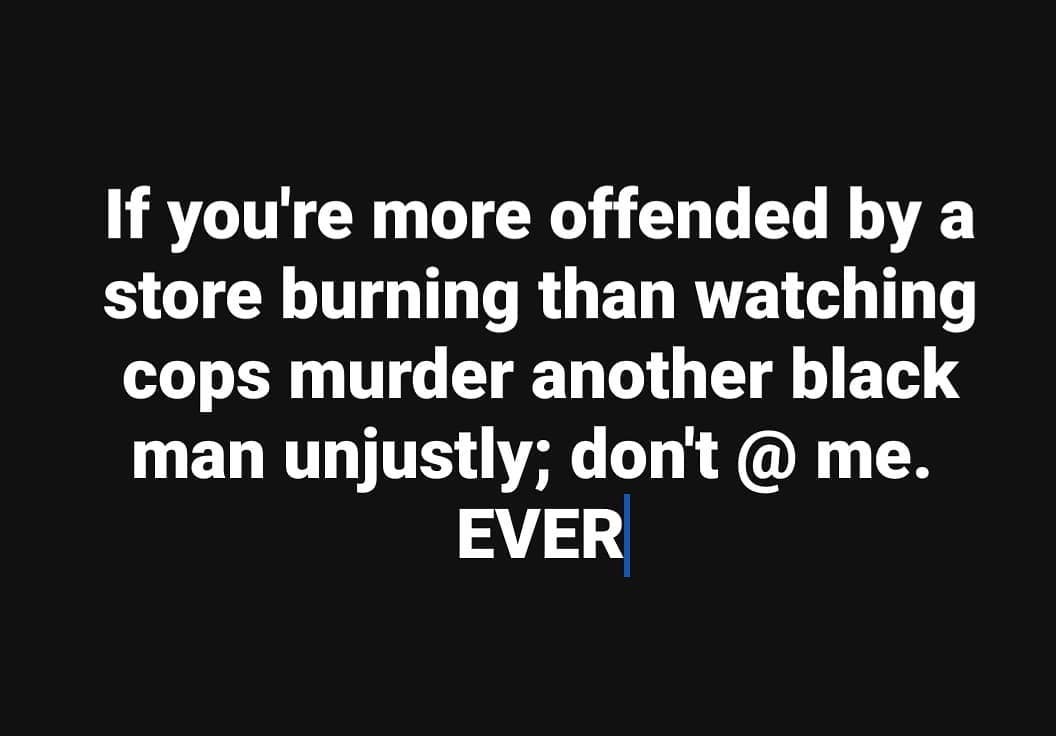 If you're more offended by a
store burning than watching
cops murder another black
man unjustly; don't @ me.
EVER